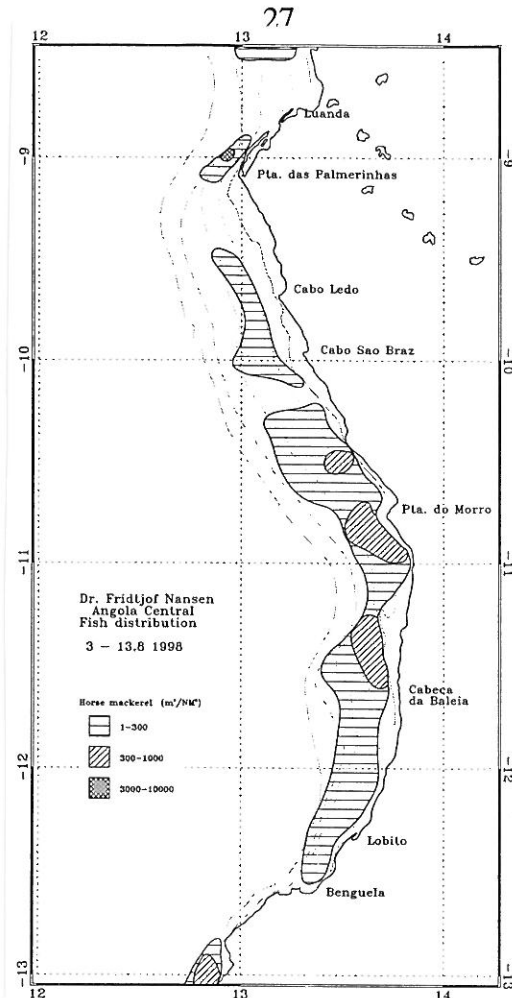 27
12 13 14
Luanda
-9 -9
Pta. das Palmerinhas
Cabo Ledo
-10 Cabo Sao Braz -10
Pta. do Morro
-11 -11
Dr. Fridtjof Nansen
Angola Central
Fish distribution
3 - 13.8 1998
Cabeça
da Baleia
Horse mackerel (m²/NM²)
1-300
300-1000
3000-10000
-12 -12
Lobito
Benguela
-13 -13
12 13 14